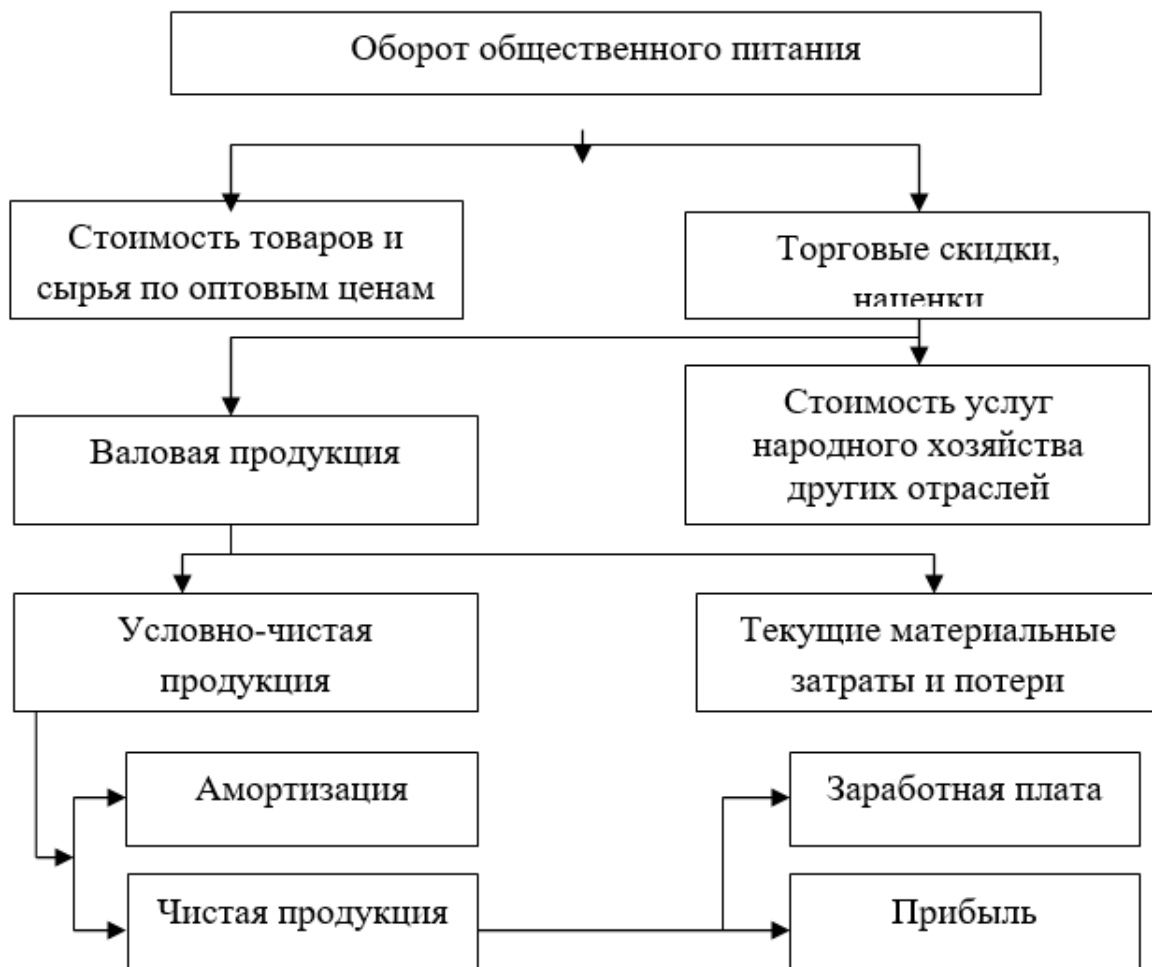 Оборот общественного питания
Стоимость товаров и
сырья по оптовым ценам
Торговые скидки,
наценки
Валовая продукция
Стоимость услуг
народного хозяйства
других отраслей
Условно-чистая
продукция
Текущие материальные
затраты и потери
Амортизация
Заработная плата
Чистая продукция
Прибыль